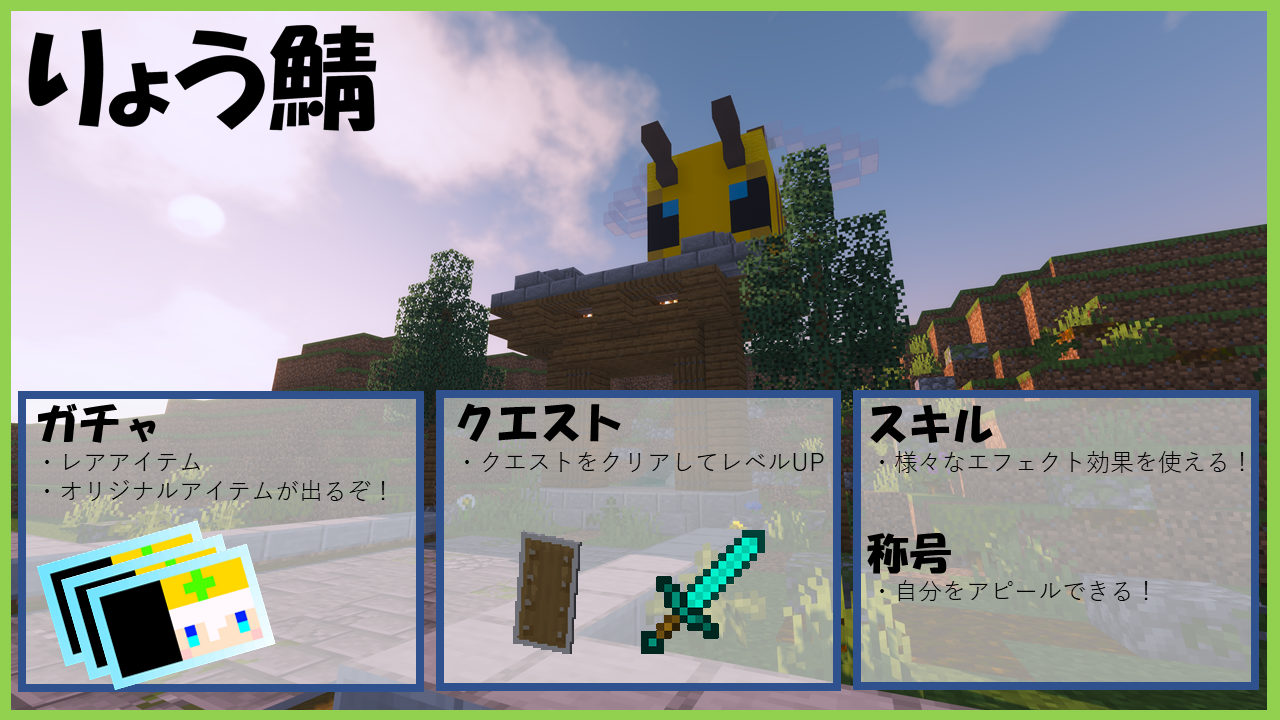 りょう鯖
ガチャ
・レアアイテム
・オリジナルアイテムが出るぞ！
クエスト
・クエストをクリアしてレベルUP
スキル
・様々なエフェクト効果を使える！
称号
・自分をアピールできる！